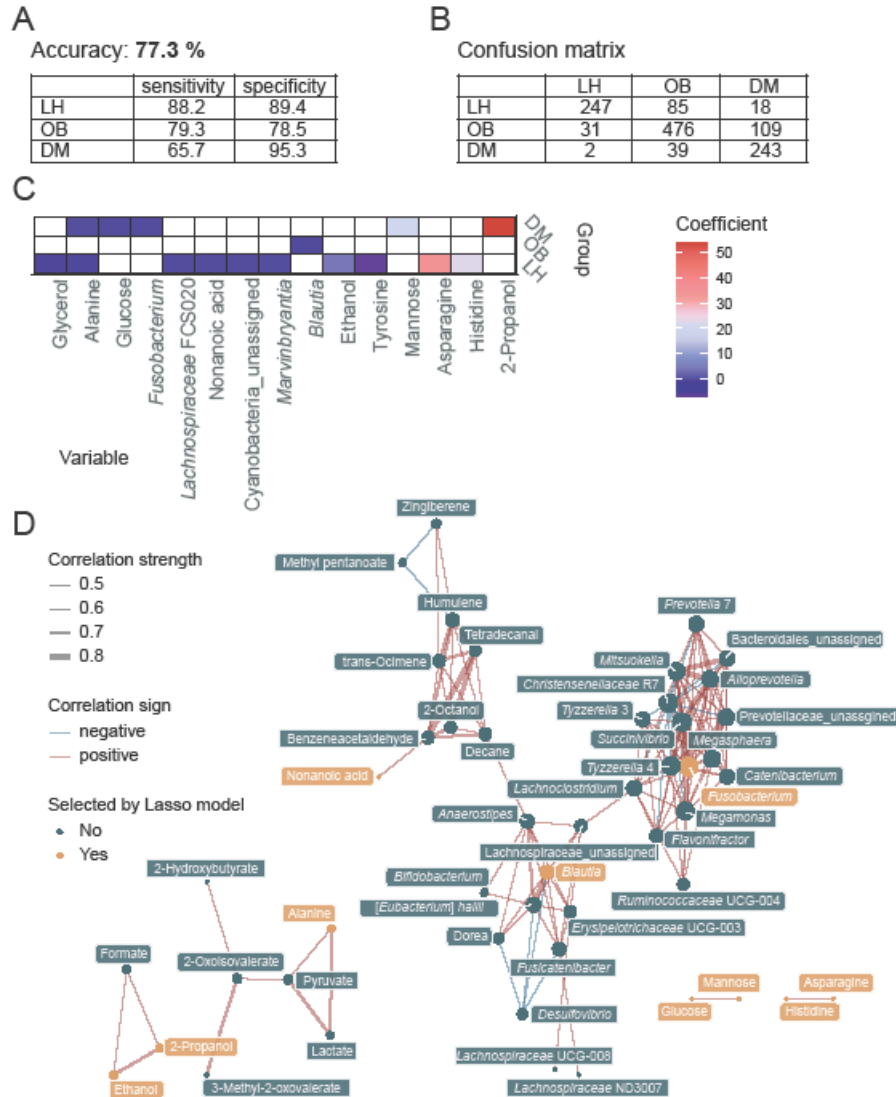 A
Accuracy: 77.3 %
sensitivity specificity
LH 88.2 89.4
OB 79.3 78.5
DM 65.7 95.3
B
Confusion matrix
LH OB DM
LH 247 85 18
OB 31 476 109
DM 2 39 243
C
DM
OB
LH
Group
Glycerol
Alanine
Glucose
Fusobacterium
Lachnospiraceae FCS020
Nonanoic acid
Cyanobacteria_unassigned
Marvinbryantia
Blautia
Ethanol
Tyrosine
Mannose
Asparagine
Histidine
2-Propanol
Variable
Coefficient
50
40
30
20
10
0
D
Correlation strength
0.5
0.6
0.7
0.8
Correlation sign
negative
positive
Selected by Lasso model
No
Yes
Zingiberene
Methyl pentanoate
Humulene
Tetradecanal
trans-Ocimene
2-Octanol
Benzeneacetaldehyde
Decane
Nonanoic acid
Prevotella 7
Bacteroidales_unassigned
Mitsuokella
Alloprevotella
Christensenellaceae R7
Tyzzerella 3
Prevotellaceae_unassgined
Succinivibrio
Megasphaera
Tyzzerella 4
Catenibacterium
Lachnoclostridium
Fusobacterium
Anaerostipes
Megamonas
Flavonifractor
Lachnospiraceae_unassigned
Bifidobacterium
Blautia
Ruminococcaceae UCG-004
[Eubacterium] hallii
Erysipelotrichaceae UCG-003
Dorea
Fusicatenibacter
Desulfovibrio
Lachnospiraceae UCG-008
Lachnospiraceae ND3007
2-Hydroxybutyrate
Alanine
Formate
2-Oxoisovalerate
Pyruvate
2-Propanol
Lactate
Ethanol
3-Methyl-2-oxovalerate
Mannose
Glucose
Asparagine
Histidine